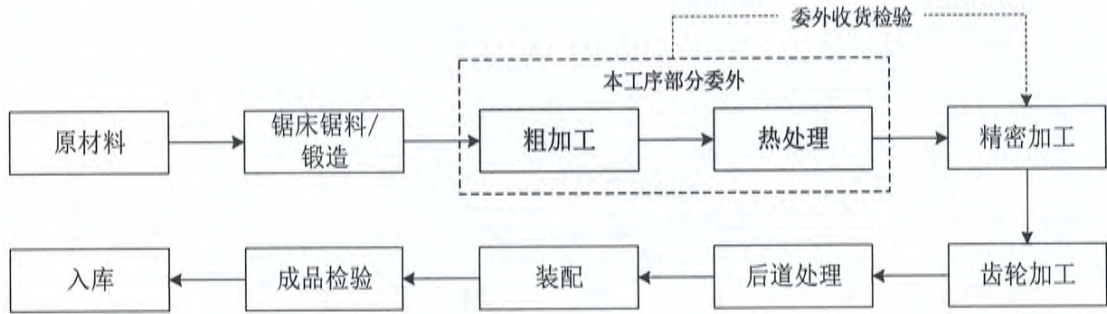 委外收货检验
本工序部分委外
原材料
锯床锯料/
锻造
粗加工
热处理
精密加工
入库
成品检验
装配
后道处理
齿轮加工